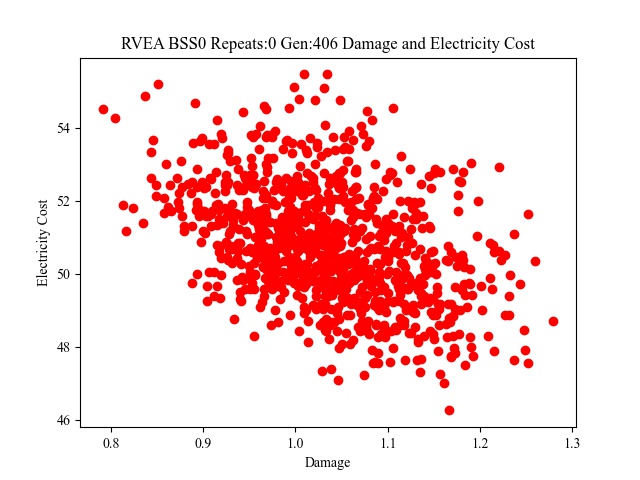 RVEA BSS0 Repeats:0 Gen:406 Damage and Electricity Cost
Electricity Cost
54
52
50
48
46
0.8 0.9 1.0 1.1 1.2 1.3
Damage